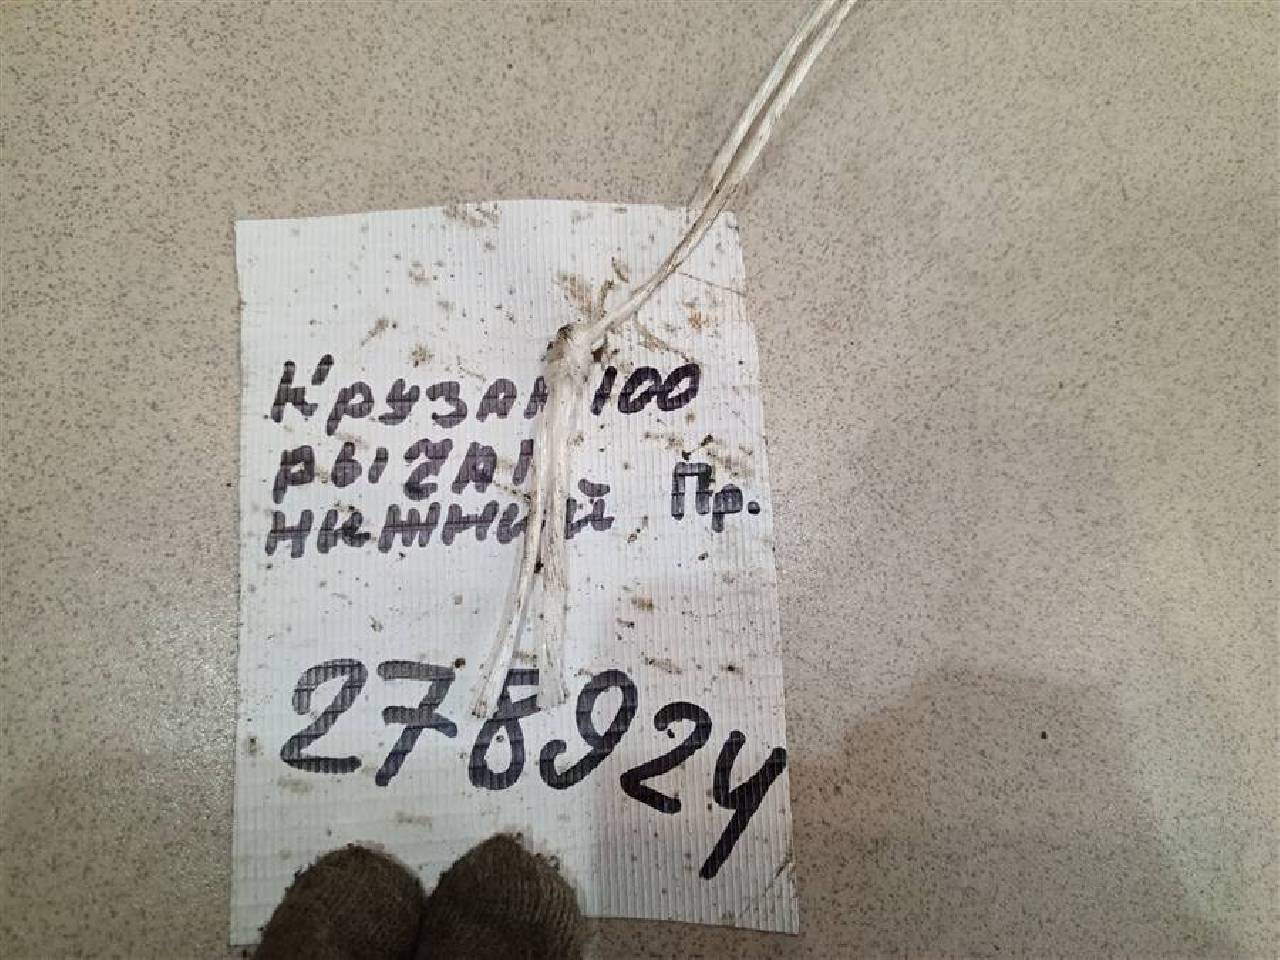 Крузак 100
рычаг
нижний Пр.
278924